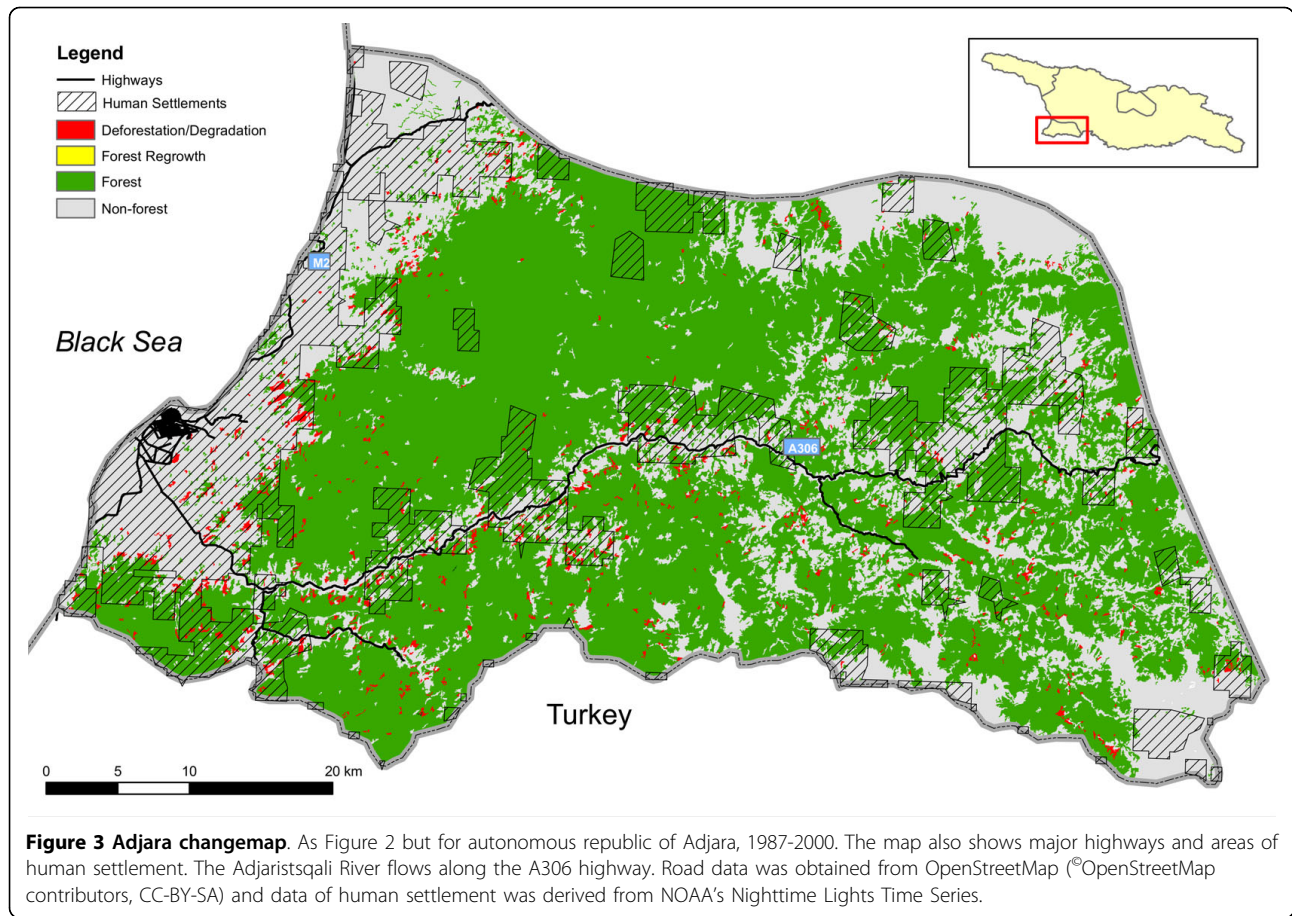 Legend
Highways
Human Settlements
Deforestation/Degradation
Forest Regrowth
Forest
Non-forest
M2
Black Sea
A306
Turkey
0 5 10 20 km
Figure 3 Adjara changemap. As Figure 2 but for autonomous republic of Adjara, 1987-2000. The map also shows major highways and areas of
human settlement. The Adjaristsqali River flows along the A306 highway. Road data was obtained from OpenStreetMap (©OpenStreetMap
contributors, CC-BY-SA) and data of human settlement was derived from NOAA's Nighttime Lights Time Series.